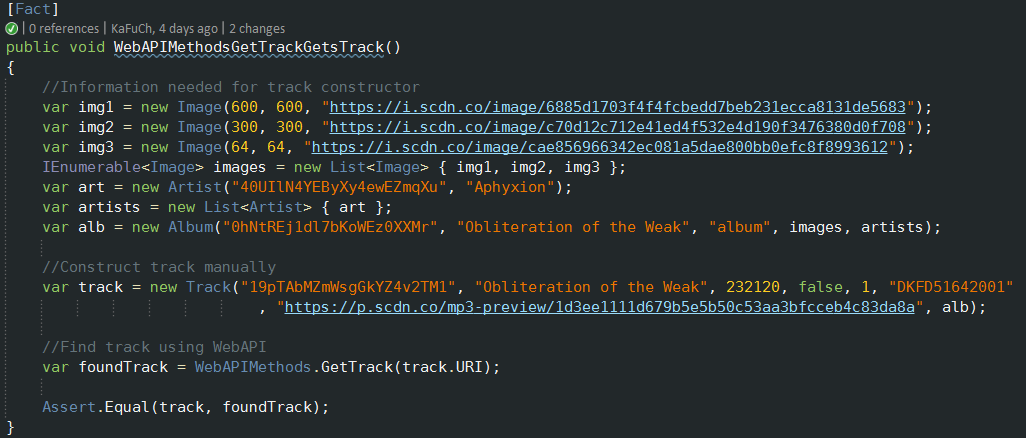 [Fact]
| 0 references | KaFuCh, 4 days ago | 2 changes
public void WebAPIMethodsGetTrackGetsTrack()
{
//Information needed for track constructor
var img1 = new Image(600, 600, "https://i.scdn.co/image/6885d1703f4f4fcbedd7beb231ecca8131de5683");
var img2 = new Image(300, 300, "https://i.scdn.co/image/c70d12c712e41ed4f532e4d190f3476380d0f708");
var img3 = new Image(64, 64, "https://i.scdn.co/image/cae856966342ec081a5dae800bb0efc8f8993612");
IEnumerable<Image> images = new List<Image> { img1, img2, img3 };
var art = new Artist("40UIlN4YEByXy4ewEZmqXu", "Aphyxion");
var artists = new List<Artist> { art };
var alb = new Album("0hNtREj1dl7bKoWEz0XXMr", "Obliteration of the Weak", "album", images, artists);
//Construct track manually
var track = new Track("19pTAbMZmWsgGkYZ4v2TM1", "Obliteration of the Weak", 232120, false, 1, "DKFD51642001"
, "https://p.scdn.co/mp3-preview/1d3ee1111d679b5e5b50c53aa3bfcceb4c83da8a", alb);
//Find track using WebAPI
var foundTrack = WebAPIMethods.GetTrack(track.URI);
Assert.Equal(track, foundTrack);
}